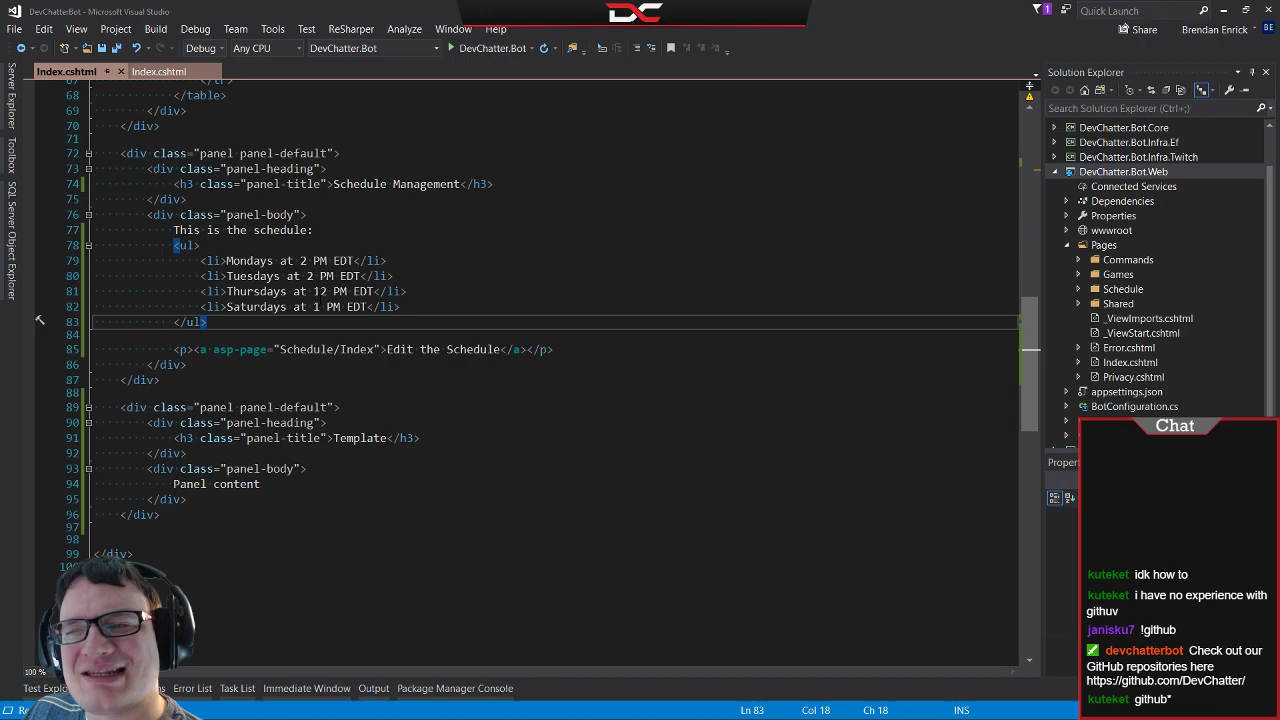 DevChatterBot - Microsoft Visual Studio
DC
1
Quick Launch
File Edit View Project Build Debug Team Tools Test ReSharper Analyze Window Help
Share
Brendan Enrick BE
Debug Any CPU DevChatter.Bot DevChatter.Bot
Index.cshtml Index.cshtml
Server Explorer
Toolbox
SQL Server Object Explorer
68 </table>
69 </div>
70 </div>
71
72 <div class="panel panel-default">
73 <div class="panel-heading">
74 <h3 class="panel-title">Schedule Management</h3>
75 </div>
76 <div class="panel-body">
77 This is the schedule:
78 <ul>
79 <li>Mondays at 2 PM EDT</li>
80 <li>Tuesdays at 2 PM EDT</li>
81 <li>Thursdays at 12 PM EDT</li>
82 <li>Saturdays at 1 PM EDT</li>
83 </ul>
84
85 <p><a asp-page="Schedule/Index">Edit the Schedule</a></p>
86 </div>
87 </div>
88
89 <div class="panel panel-default">
90 <div class="panel-heading">
91 <h3 class="panel-title">Template</h3>
92 </div>
93 <div class="panel-body">
94 Panel content
95 </div>
96 </div>
97
98
99 </div>
Solution Explorer
Search Solution Explorer (Ctrl+;)
DevChatter.Bot.Core
DevChatter.Bot.Infra.Ef
DevChatter.Bot.Infra.Twitch
DevChatter.Bot.Web
Connected Services
Dependencies
Properties
wwwroot
Pages
Commands
Games
Schedule
Shared
_ViewImports.cshtml
_ViewStart.cshtml
Error.cshtml
Index.cshtml
Privacy.cshtml
appsettings.json
BotConfiguration.cs
Chat
kuteket idk how to
kuteket i have no experience with
githuv
janisku7 !github
devchatterbot Check out our
GitHub repositories here
https://github.com/DevChatter/
kuteket github*
100 %
Error List Task List Immediate Window Output Package Manager Console
Ln 83 Col 18 Ch 18 INS